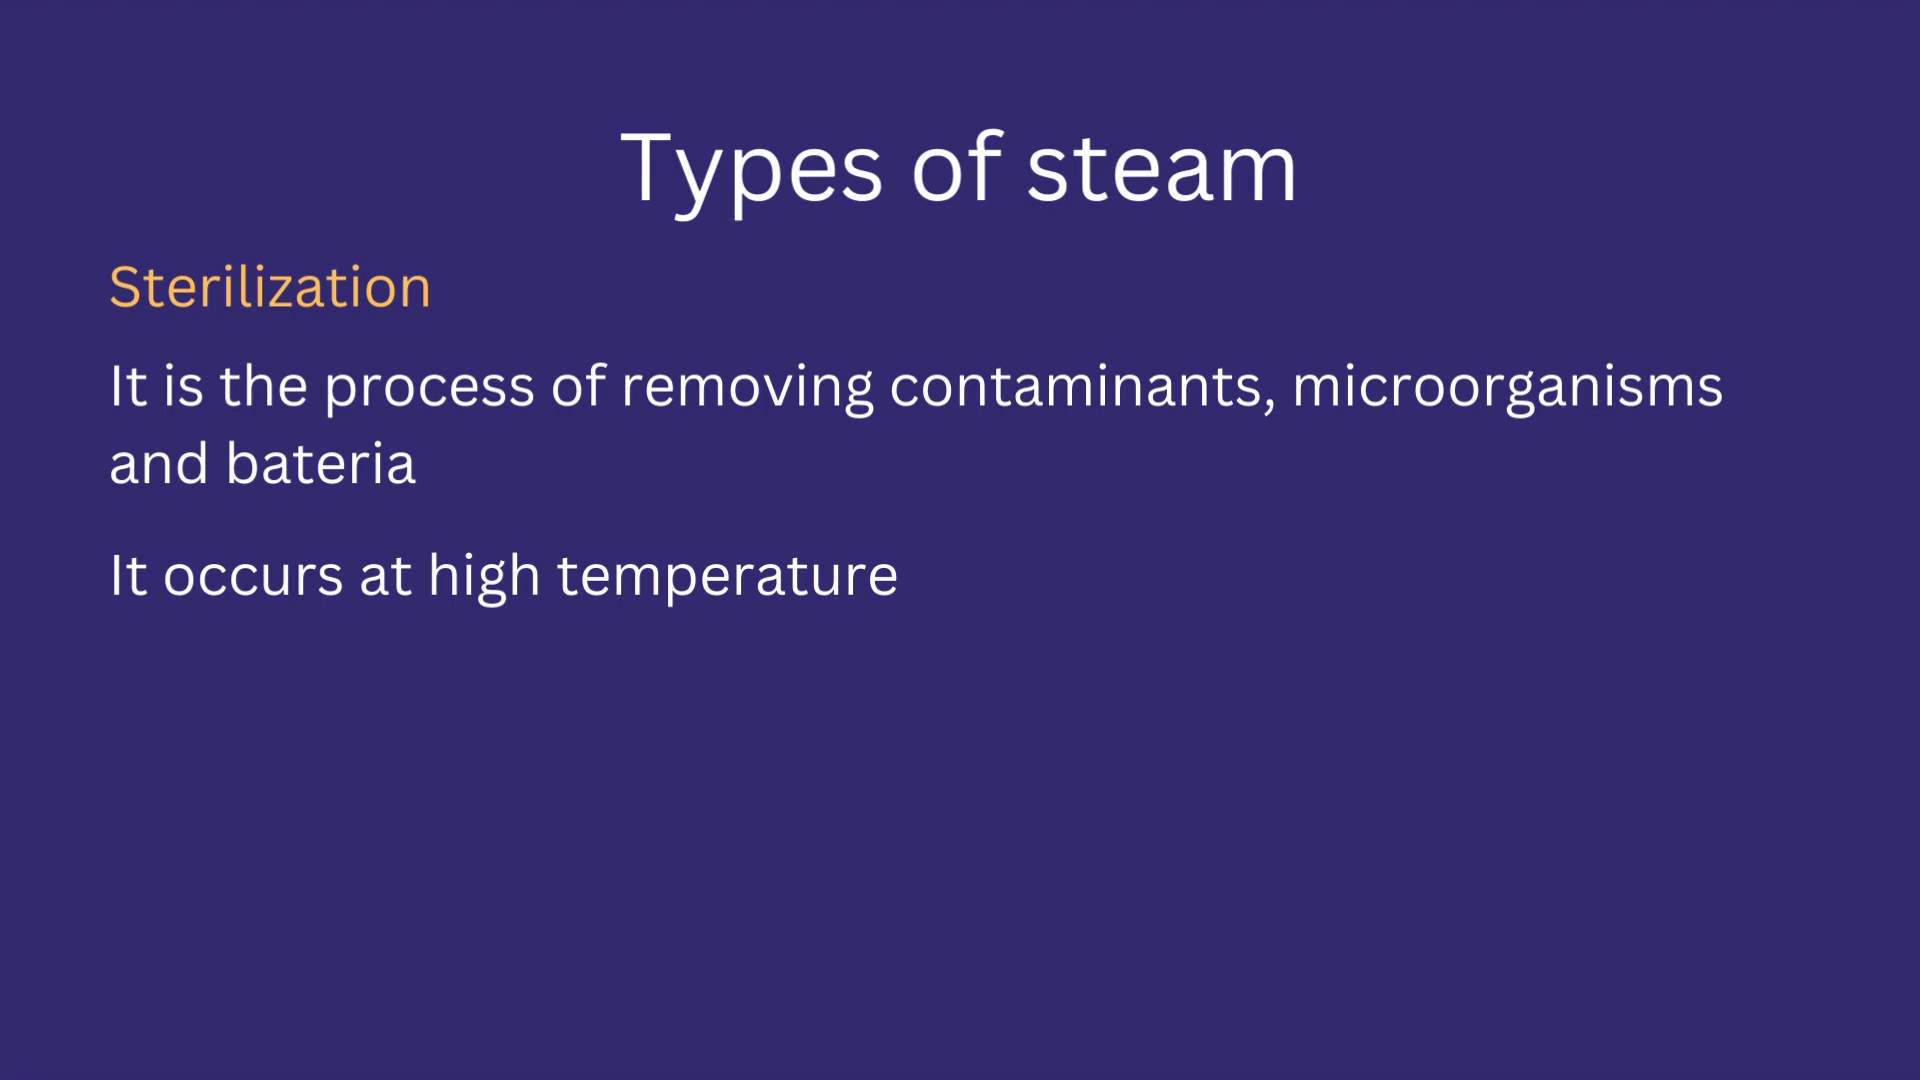 Types of steam
Sterilization
It is the process of removing contaminants, microorganisms
and bateria
It occurs at high temperature